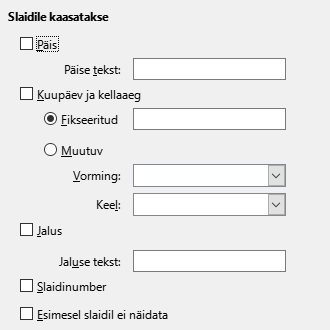 Slaidile kaasatakse
Päis
Päise tekst:
Kuupäev ja kellaaeg
Fikseeritud
Muutuv
Vorming:
Keel:
Jalus
Jaluse tekst:
Slaidinumber
Esimesel slaidil ei näidata